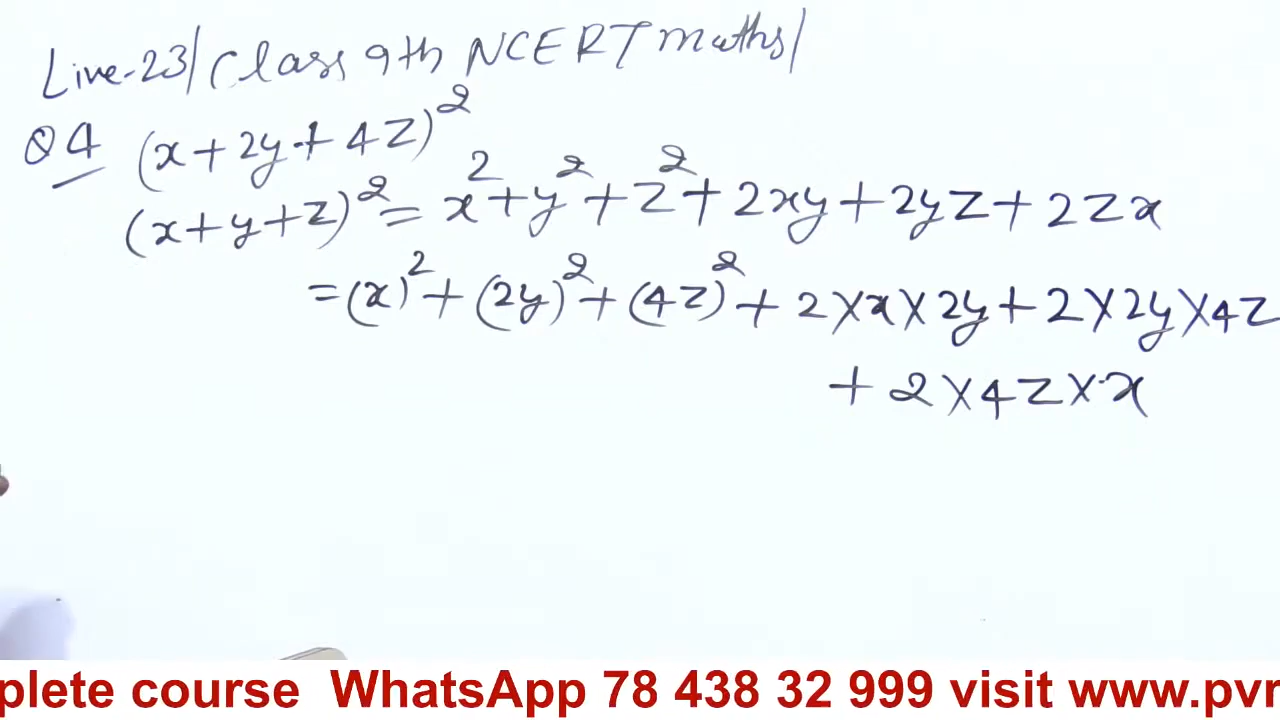 Live-23/Class 9th NCERT maths/
Q4 (x+2y+4z)²
(x+y+z)² = x²+y²+z²+2xy+2yz+2zx
=(x)²+(2y)²+(4z)²+2×x×2y+2×2y×4z
+2×4z×x
plete course WhatsApp 78 438 32 999 visit www.pvr